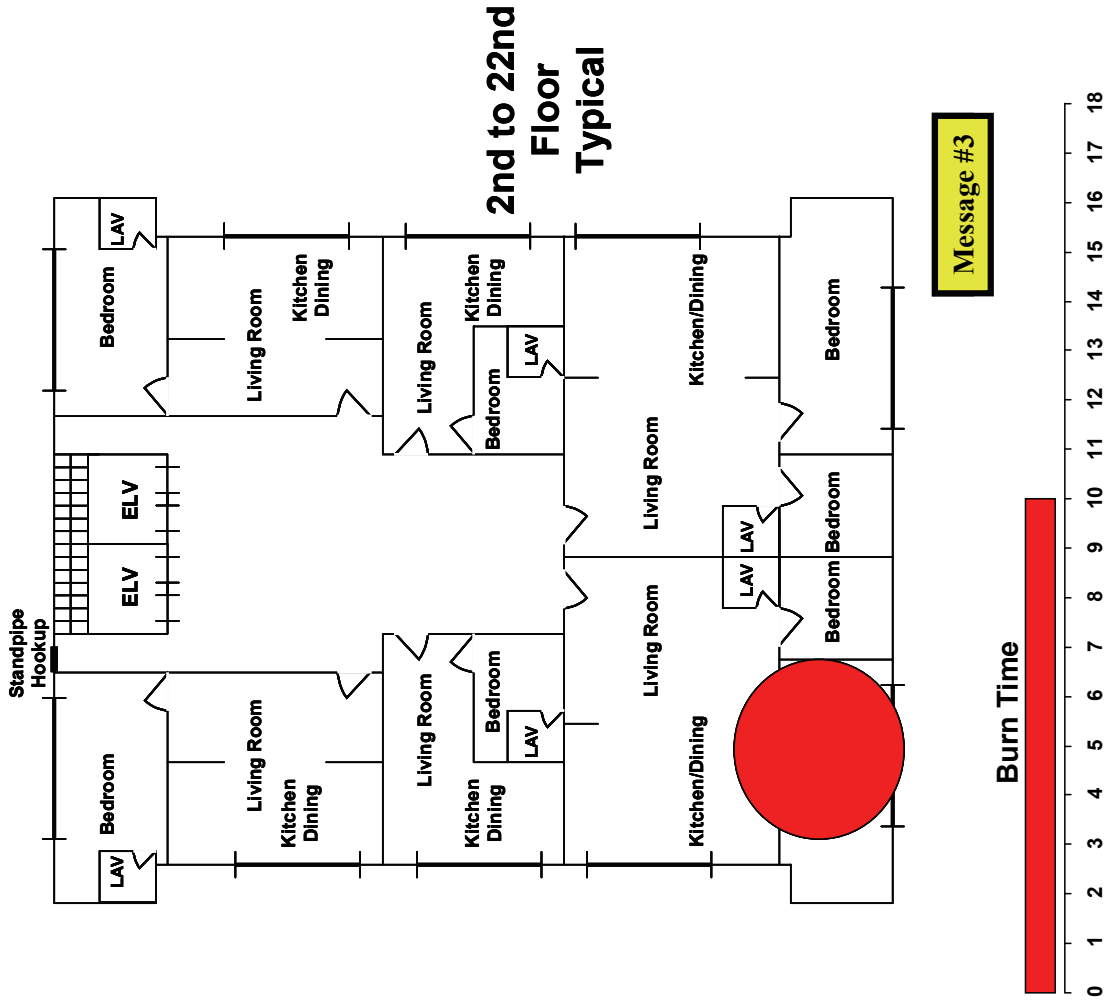 Standpipe
Hookup
LAV
Bedroom
ELV
ELV
Bedroom
LAV
Living Room
Kitchen
Dining
Living Room
Kitchen
Dining
2nd to 22nd
Floor
Typical
Living Room
Kitchen
Dining
Bedroom
LAV
Living Room
Kitchen
Dining
Bedroom
LAV
Kitchen/Dining
Living Room
LAV
LAV
Living Room
Kitchen/Dining
Bedroom
Bedroom
Bedroom
Message #3
Burn Time
0 1 2 3 4 5 6 7 8 9 10 11 12 13 14 15 16 17 18